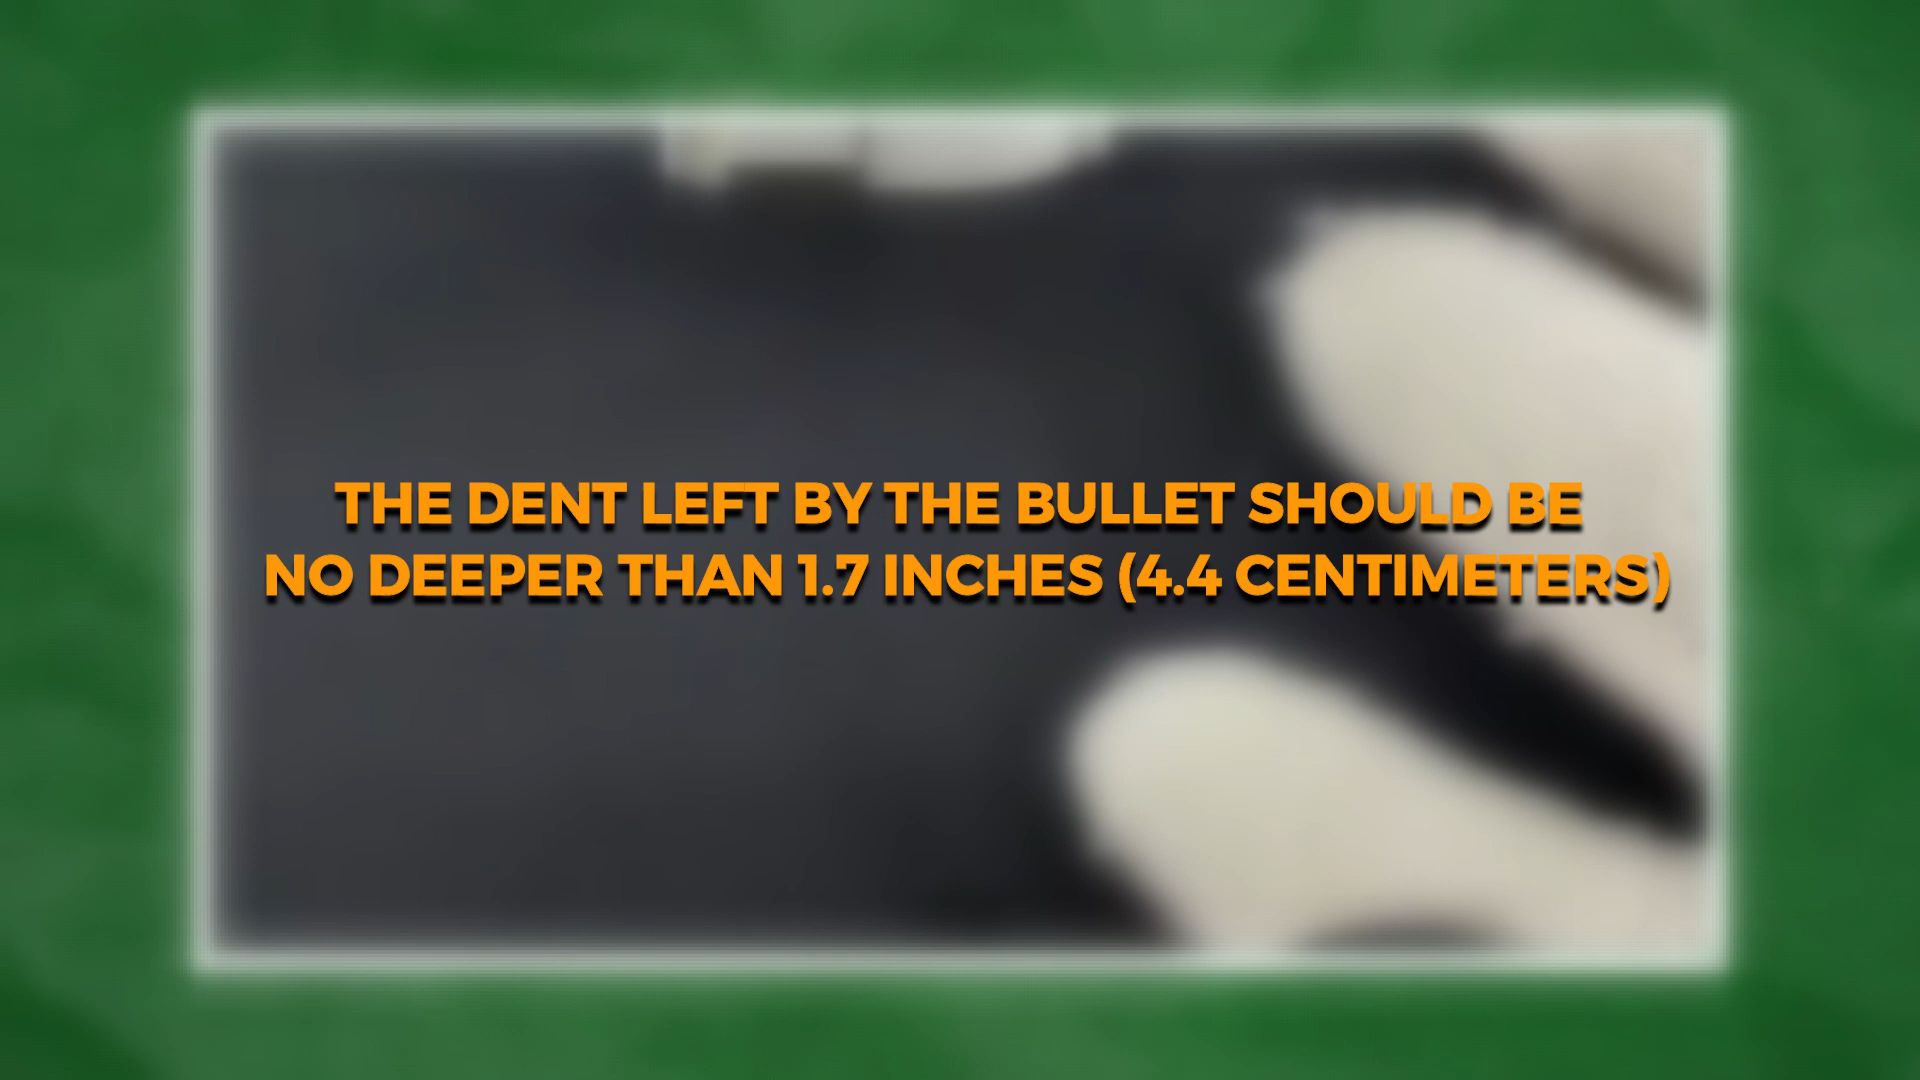 THE DENT LEFT BY THE BULLET SHOULD BE
NO DEEPER THAN 1.7 INCHES (4.4 CENTIMETERS)